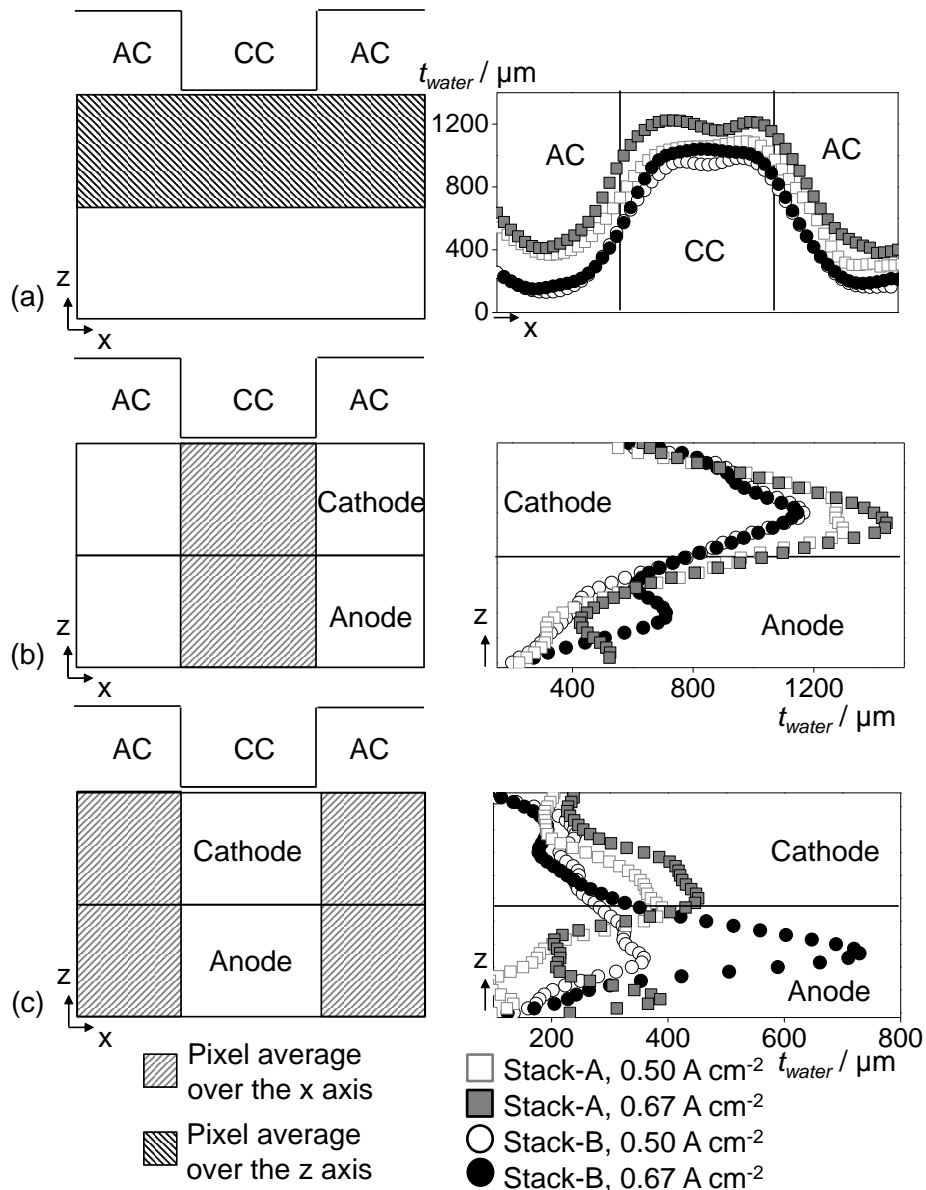 AC CC AC
t_water / µm
1200
800
400
0
AC
AC
CC
z
x
x
(a)
AC CC AC
Cathode
Anode
z
x
(b)
Cathode
Anode
z
400 800 1200
t_water / µm
AC CC AC
Cathode
Anode
z
x
(c)
Cathode
Anode
z
200 400 600 800
t_water / µm
Pixel average
over the x axis
Pixel average
over the z axis
Stack-A, 0.50 A cm⁻²
Stack-A, 0.67 A cm⁻²
Stack-B, 0.50 A cm⁻²
Stack-B, 0.67 A cm⁻²